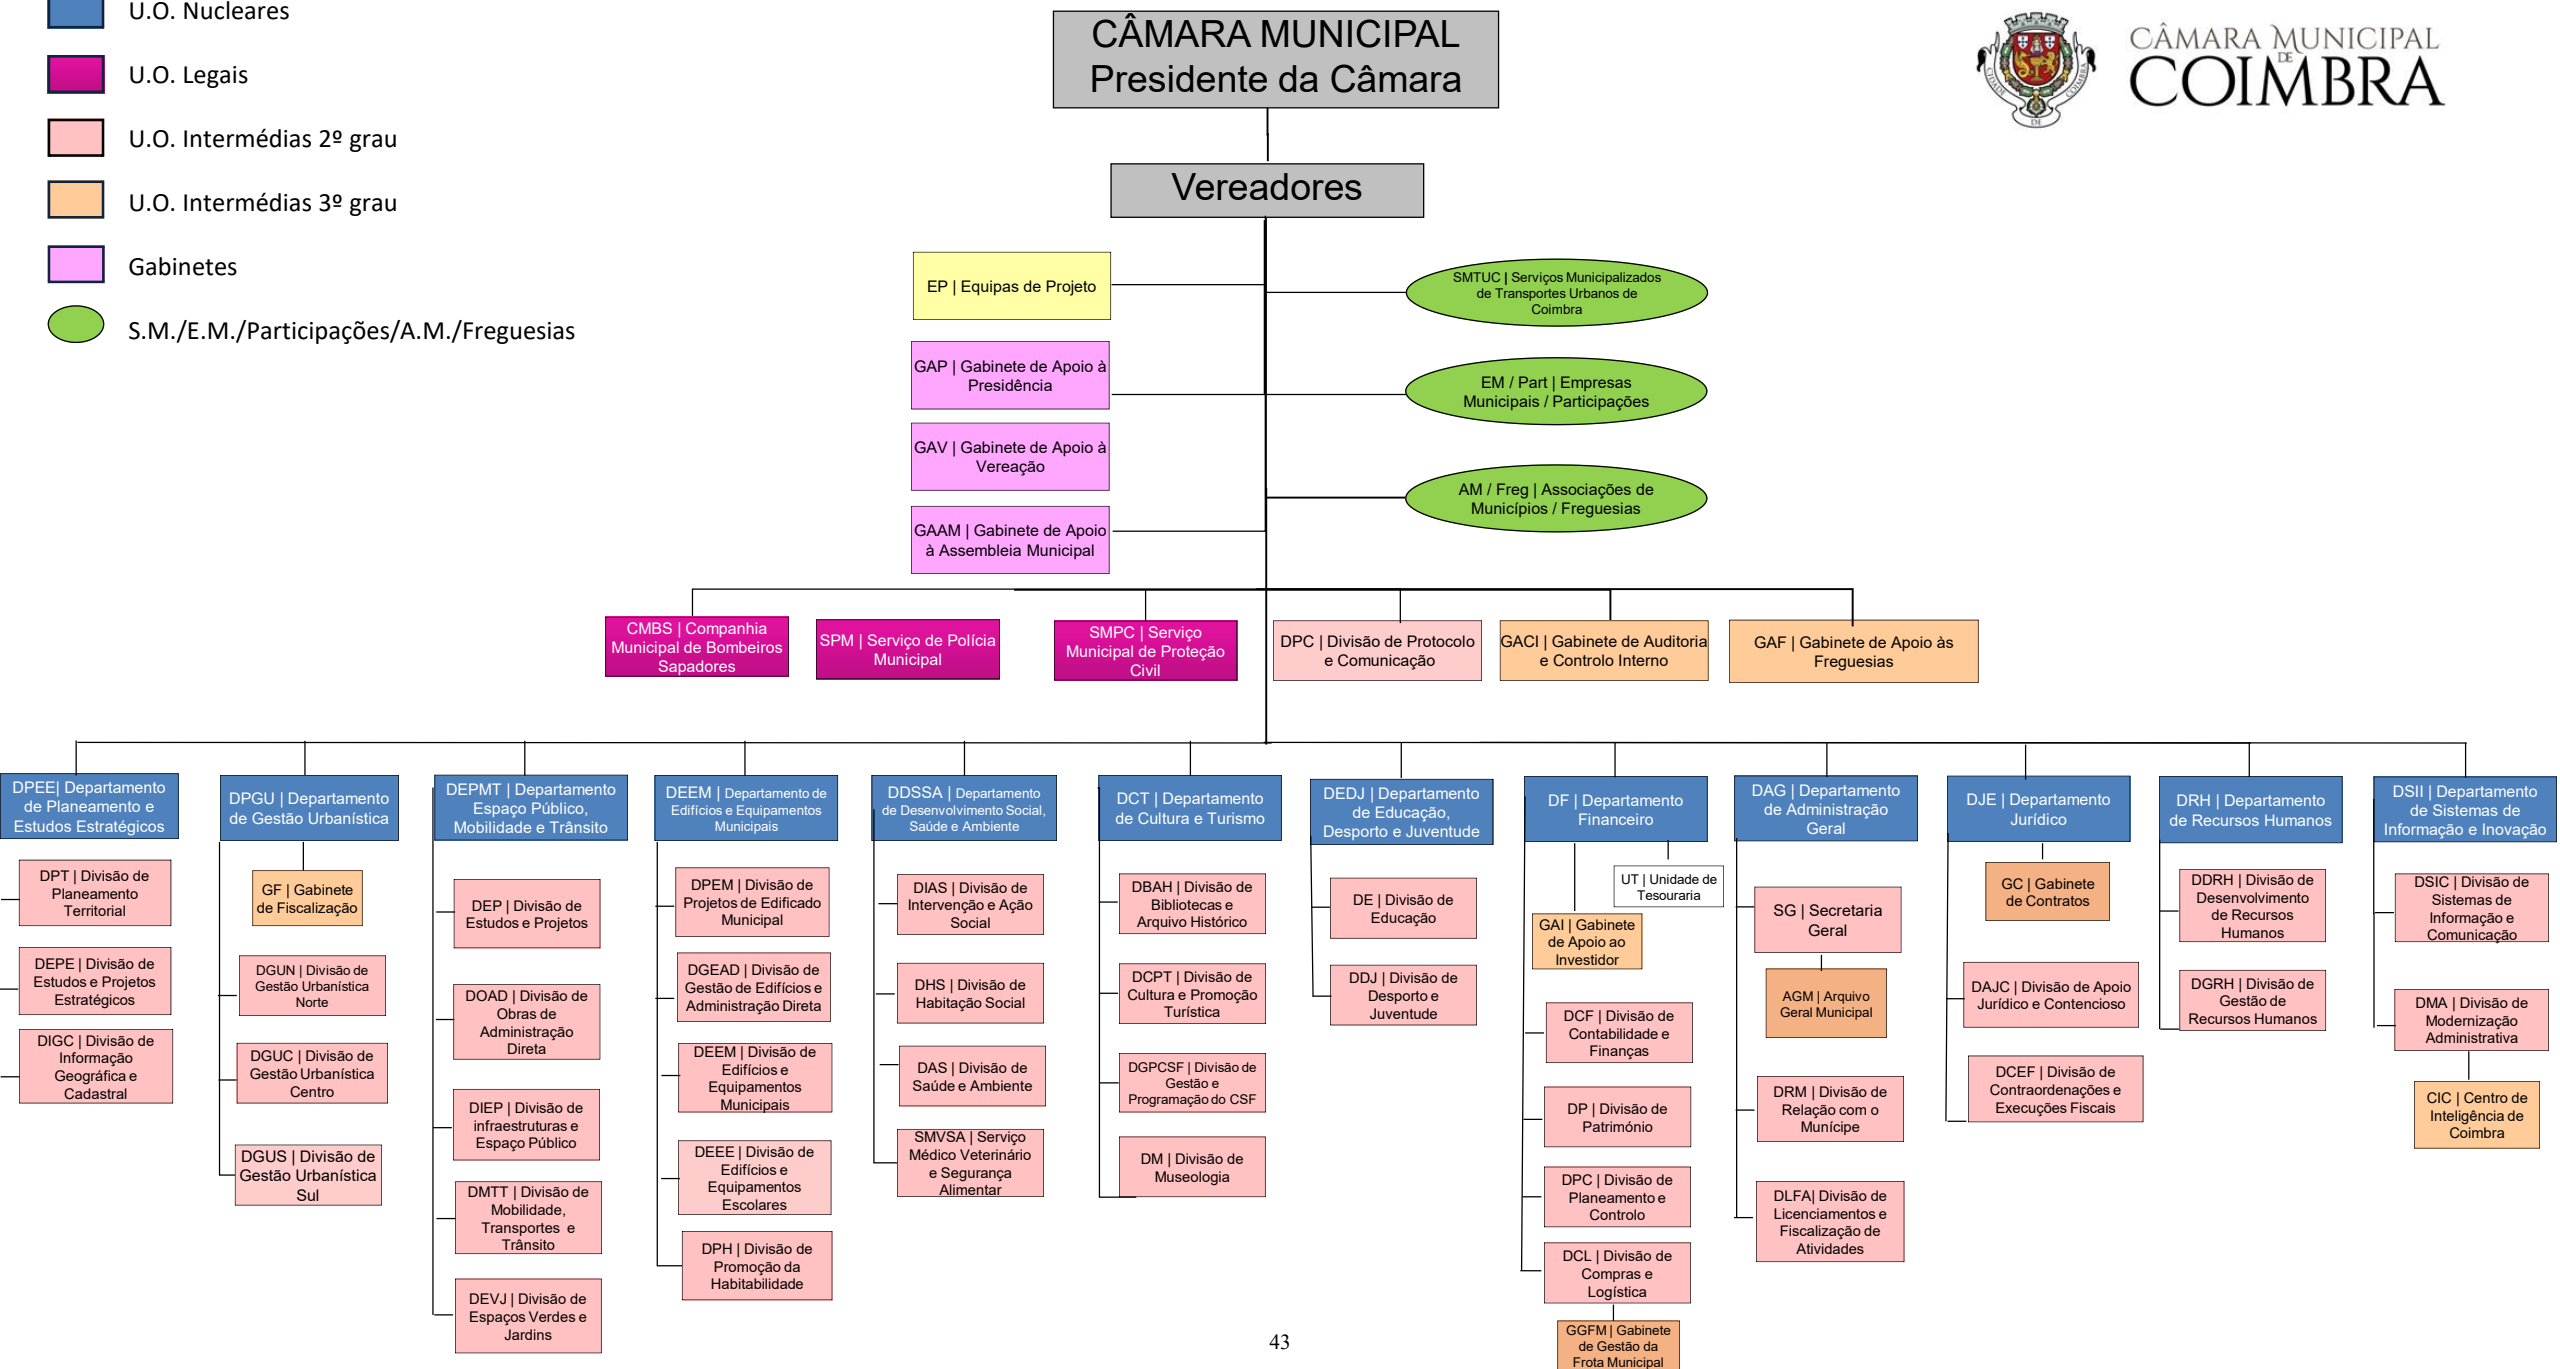 U.O. Nucleares
U.O. Legais
U.O. Intermédias 2º grau
U.O. Intermédias 3º grau
Gabinetes
S.M./E.M./Participações/A.M./Freguesias
CÂMARA MUNICIPAL
Presidente da Câmara
CÂMARA MUNICIPAL
DE
COIMBRA
CIDADE
DE
COIMBRA
Vereadores
EP | Equipas de Projeto
GAP | Gabinete de Apoio à
Presidência
GAV | Gabinete de Apoio à
Vereação
GAAM | Gabinete de Apoio
à Assembleia Municipal
SMTUC | Serviços Municipalizados
de Transportes Urbanos de
Coimbra
EM / Part | Empresas
Municipais / Participações
AM / Freg | Associações de
Municípios / Freguesias
CMBS | Companhia
Municipal de Bombeiros
Sapadores
SPM | Serviço de Polícia
Municipal
SMPC | Serviço
Municipal de Proteção
Civil
DPC | Divisão de Protocolo
e Comunicação
GACI | Gabinete de Auditoria
e Controlo Interno
GAF | Gabinete de Apoio às
Freguesias
DPEE| Departamento
de Planeamento e
Estudos Estratégicos
DPT | Divisão de
Planeamento
Territorial
DEPE | Divisão de
Estudos e Projetos
Estratégicos
DIGC | Divisão de
Informação
Geográfica e
Cadastral
DPGU | Departamento
de Gestão Urbanística
GF | Gabinete
de Fiscalização
DGUN | Divisão de
Gestão Urbanística
Norte
DGUC | Divisão de
Gestão Urbanística
Centro
DGUS | Divisão de
Gestão Urbanística
Sul
DEPMT | Departamento
Espaço Público,
Mobilidade e Trânsito
DEP | Divisão de
Estudos e Projetos
DOAD | Divisão de
Obras de
Administração
Direta
DIEP | Divisão de
infraestruturas e
Espaço Público
DMTT | Divisão de
Mobilidade,
Transportes e
Trânsito
DEVJ | Divisão de
Espaços Verdes e
Jardins
DEEM | Departamento de
Edifícios e Equipamentos
Municipais
DPEM | Divisão de
Projetos de Edificado
Municipal
DGEAD | Divisão de
Gestão de Edifícios e
Administração Direta
DEEM | Divisão de
Edifícios e
Equipamentos
Municipais
DEEE | Divisão de
Edifícios e
Equipamentos
Escolares
DPH | Divisão de
Promoção da
Habitabilidade
DDSSA | Departamento
de Desenvolvimento Social,
Saúde e Ambiente
DIAS | Divisão de
Intervenção e Ação
Social
DHS | Divisão de
Habitação Social
DAS | Divisão de
Saúde e Ambiente
SMVSA | Serviço
Médico Veterinário
e Segurança
Alimentar
DCT | Departamento
de Cultura e Turismo
DBAH | Divisão de
Bibliotecas e
Arquivo Histórico
DCPT | Divisão de
Cultura e Promoção
Turística
DGPCSF | Divisão de
Gestão e
Programação do CSF
DM | Divisão de
Museologia
DEDJ | Departamento
de Educação,
Desporto e Juventude
DE | Divisão de
Educação
DDJ | Divisão de
Desporto e
Juventude
DF | Departamento
Financeiro
UT | Unidade de
Tesouraria
GAI | Gabinete
de Apoio ao
Investidor
DCF | Divisão de
Contabilidade e
Finanças
DP | Divisão de
Património
DPC | Divisão de
Planeamento e
Controlo
DCL | Divisão de
Compras e
Logística
GGFM | Gabinete
de Gestão da
Frota Municipal
DAG | Departamento
de Administração
Geral
SG | Secretaria
Geral
AGM | Arquivo
Geral Municipal
DRM | Divisão de
Relação com o
Munícipe
DLFA| Divisão de
Licenciamentos e
Fiscalização de
Atividades
DJE | Departamento
Jurídico
GC | Gabinete
de Contratos
DAJC | Divisão de Apoio
Jurídico e Contencioso
DCEF | Divisão de
Contraordenações e
Execuções Fiscais
DRH | Departamento
de Recursos Humanos
DDRH | Divisão de
Desenvolvimento
de Recursos
Humanos
DGRH | Divisão de
Gestão de
Recursos Humanos
DSII | Departamento
de Sistemas de
Informação e Inovação
DSIC | Divisão de
Sistemas de
Informação e
Comunicação
DMA | Divisão de
Modernização
Administrativa
CIC | Centro de
Inteligência de
Coimbra
43